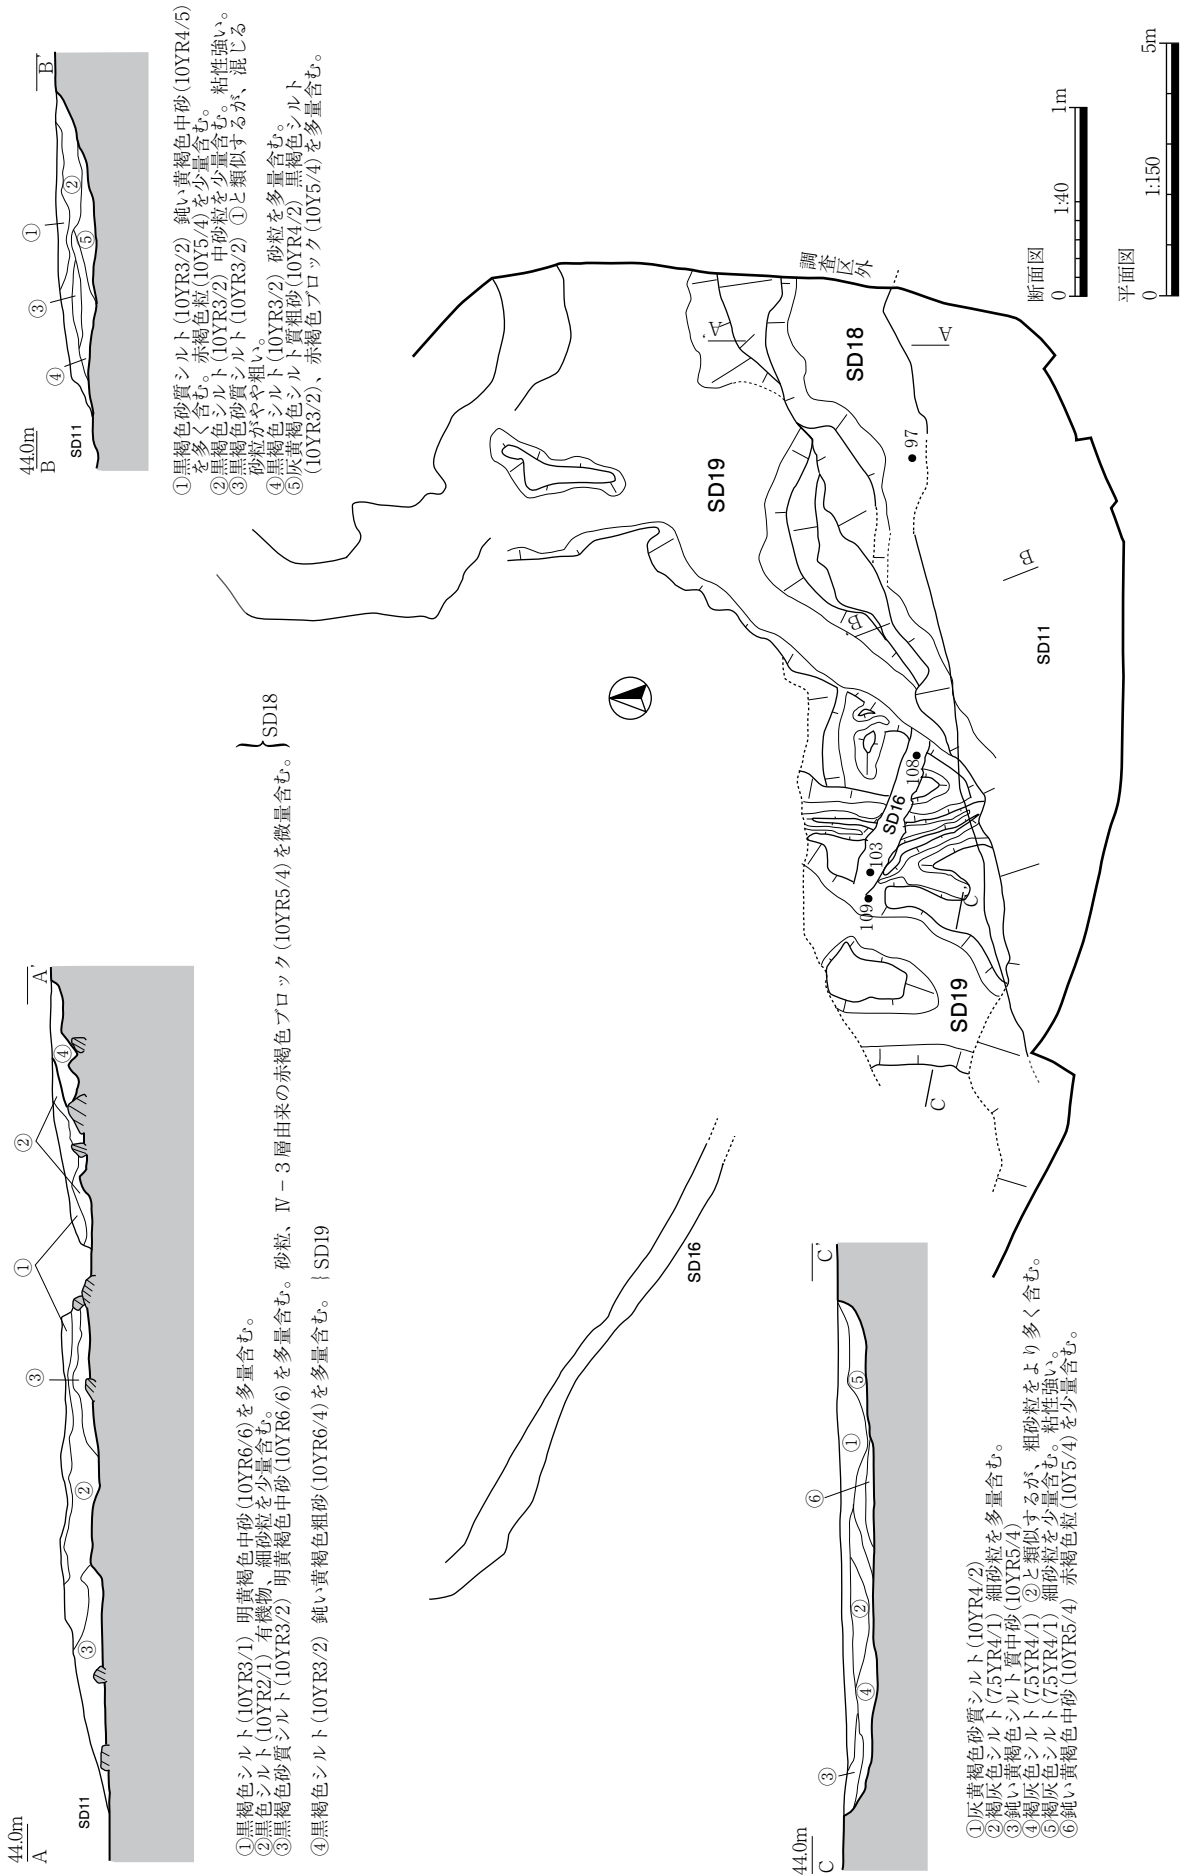 44.0m
A
A'
SD11
①
②
③
④
②
③
①黒褐色シルト(10YR3/1) 明黄褐色中砂(10YR6/6)を多量含む。
②黒色シルト(10YR2/1) 有機物、細砂粒を少量含む。
③黒褐色砂質シルト(10YR3/2) 明黄褐色中砂(10YR6/6)を多量含む。砂粒、Ⅳ－3層由来の赤褐色ブロック(10YR5/4)を微量含む。
SD18
④黒褐色シルト(10YR3/2) 鈍い黄褐色粗砂(10YR6/4)を多量含む。
SD19
44.0m
B
B'
SD11
①
②
③
④
⑤
①黒褐色砂質シルト(10YR3/2) 鈍い黄褐色中砂(10YR4/5)
を多く含む。赤褐色粒(10Y5/4)を少量含む。
②黒褐色シルト(10YR3/2) 中砂粒を少量含む。粘性強い。
③黒褐色砂質シルト(10YR3/2) ①と類似するが、混じる
砂粒がやや粗い。
④黒褐色シルト(10YR3/2) 砂粒を多量含む。
⑤灰黄褐色シルト質粗砂(10YR4/2) 黒褐色シルト
(10YR3/2)、赤褐色ブロック(10Y5/4)を多量含む。
44.0m
C
C'
①
②
③
④
⑤
⑥
①灰黄褐色砂質シルト(10YR4/2)
②褐灰色シルト(7.5YR4/1) 細砂粒を多量含む。
③鈍い黄褐色シルト質中砂(10YR5/4)
④褐灰色シルト(7.5YR4/1) ②と類似するが、粗砂粒をより多く含む。
⑤褐灰色シルト(7.5YR4/1) 細砂粒を少量含む。粘性強い。
⑥鈍い黄褐色中砂(10YR5/4) 赤褐色粒(10Y5/4)を少量含む。
SD16
SD19
SD18
調査区外
A'
A
B'
B
97
SD11
SD16
108
103
109
SD19
C
C'
断面図
0
1:40
1m
平面図
0
1:150
5m